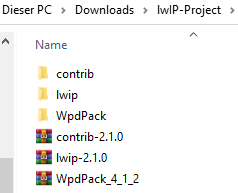 Dieser PC > Downloads > lwIP-Project >
Name
contrib
lwip
WpdPack
contrib-2.1.0
lwip-2.1.0
WpdPack_4_1_2